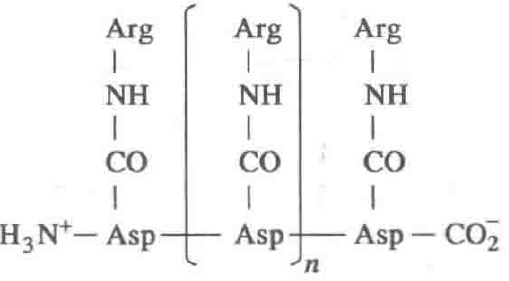 Arg Arg Arg
NH NH NH
CO CO CO
H₃N⁺— Asp — Asp — Asp — CO₂⁻
n